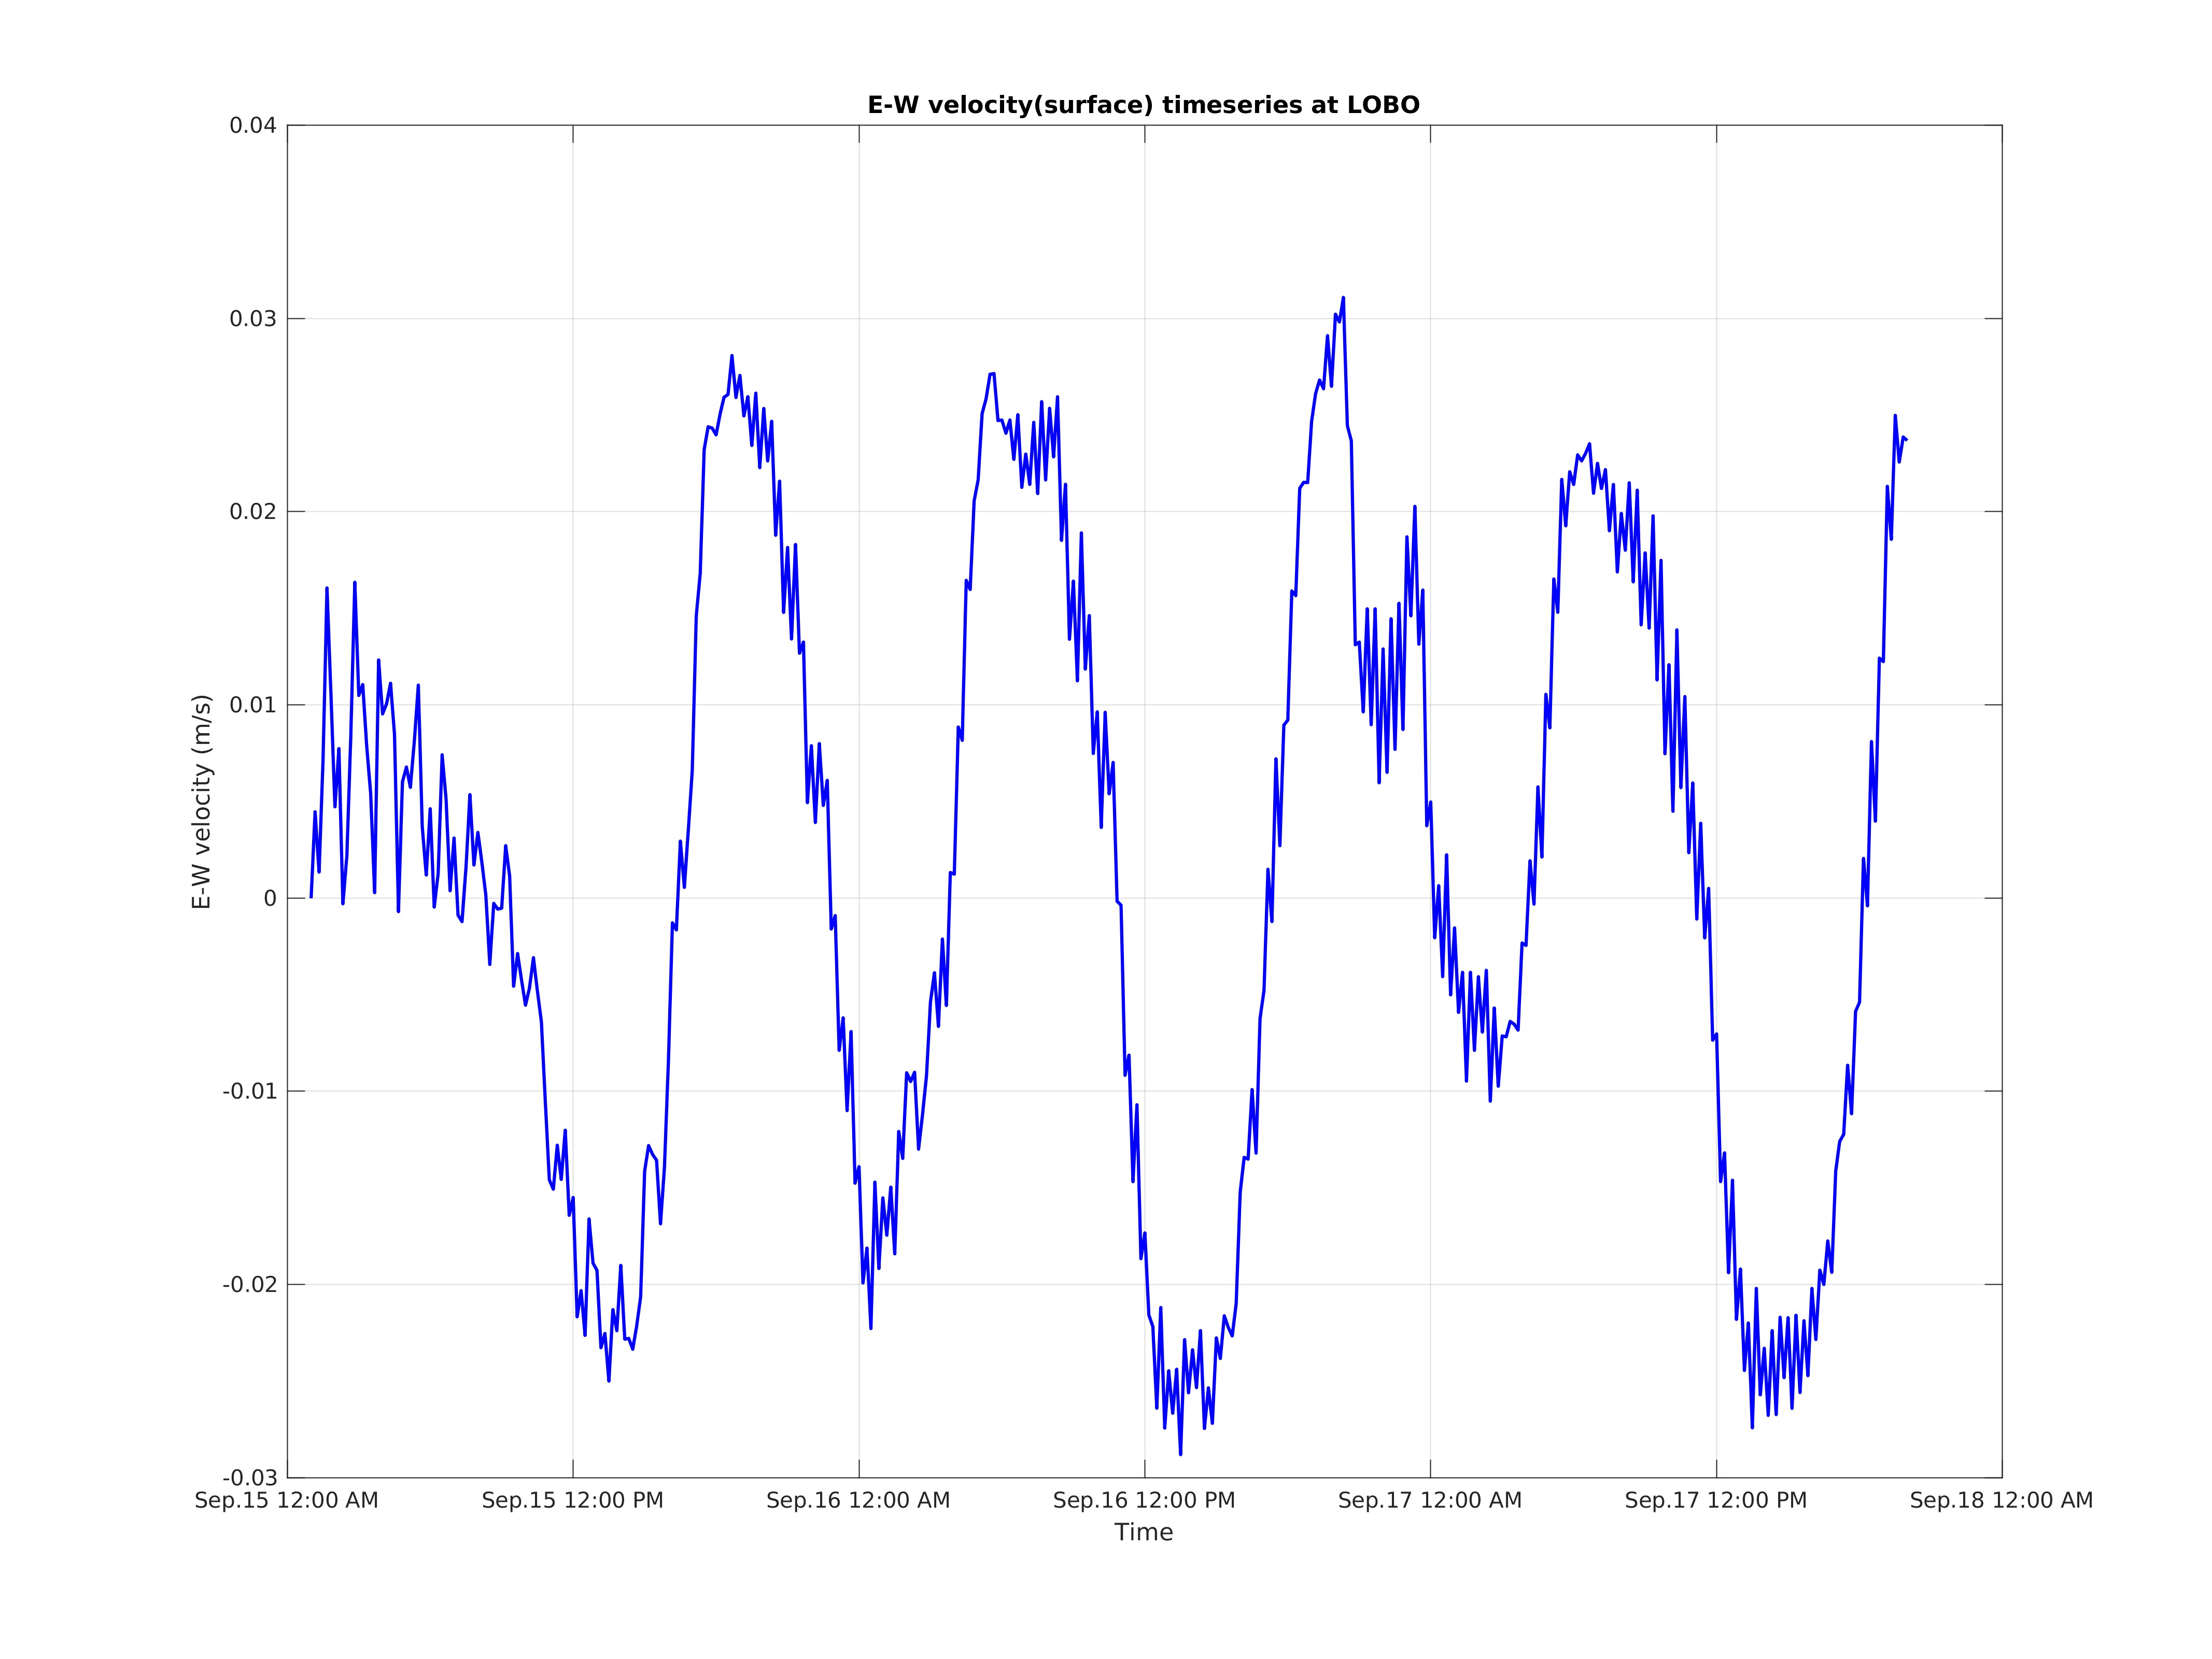 E-W velocity(surface) timeseries at LOBO
0.04
0.03
0.02
0.01
0
-0.01
-0.02
-0.03
E-W velocity (m/s)
Sep.15 12:00 AM Sep.15 12:00 PM Sep.16 12:00 AM Sep.16 12:00 PM Sep.17 12:00 AM Sep.17 12:00 PM Sep.18 12:00 AM
Time